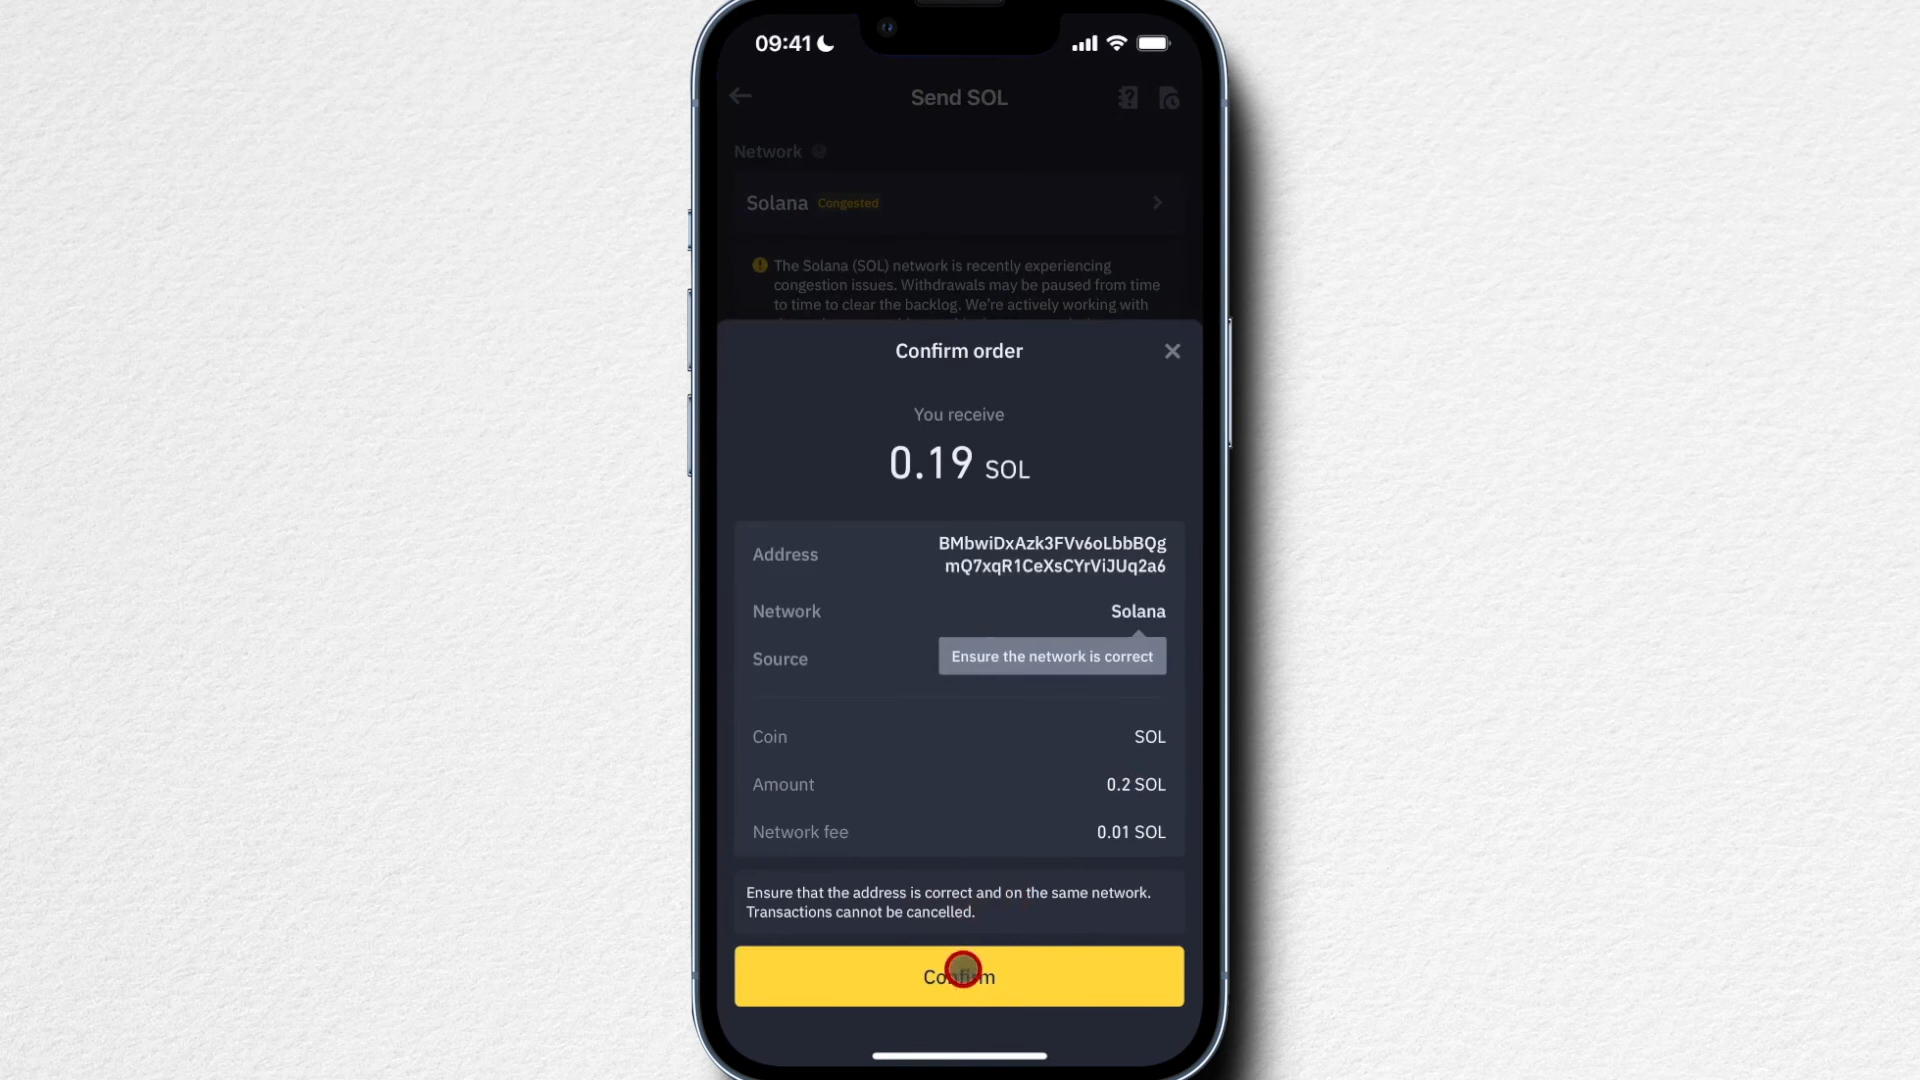 09:41
Send SOL
Network
Solana Congested
The Solana (SOL) network is recently experiencing
congestion issues. Withdrawals may be paused from time
to time to clear the backlog. We're actively working with
Confirm order
You receive
0.19 SOL
Address BMbwiDxAzk3FVv6oLbbBQg
mQ7xqR1CeXsCYrViJUq2a6
Network Solana
Source Ensure the network is correct
Coin SOL
Amount 0.2 SOL
Network fee 0.01 SOL
Ensure that the address is correct and on the same network.
Transactions cannot be cancelled.
Confirm